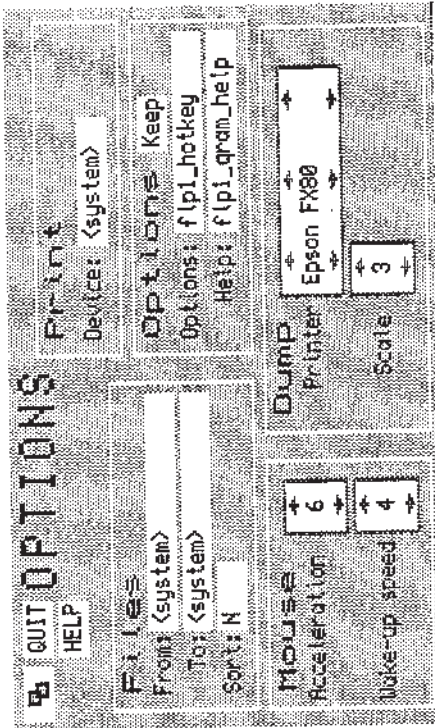 QUIT OPTIONS
HELP
Files
From: <system>
To: <system>
Sort: N
Print
Device: <system>
Options Keep
Options: flp1_hotkey
Help: flp1_qram_help
Mouse
Acceleration 6
Wake-up speed 4
Dump
Printer Epson FX80
Scale 3